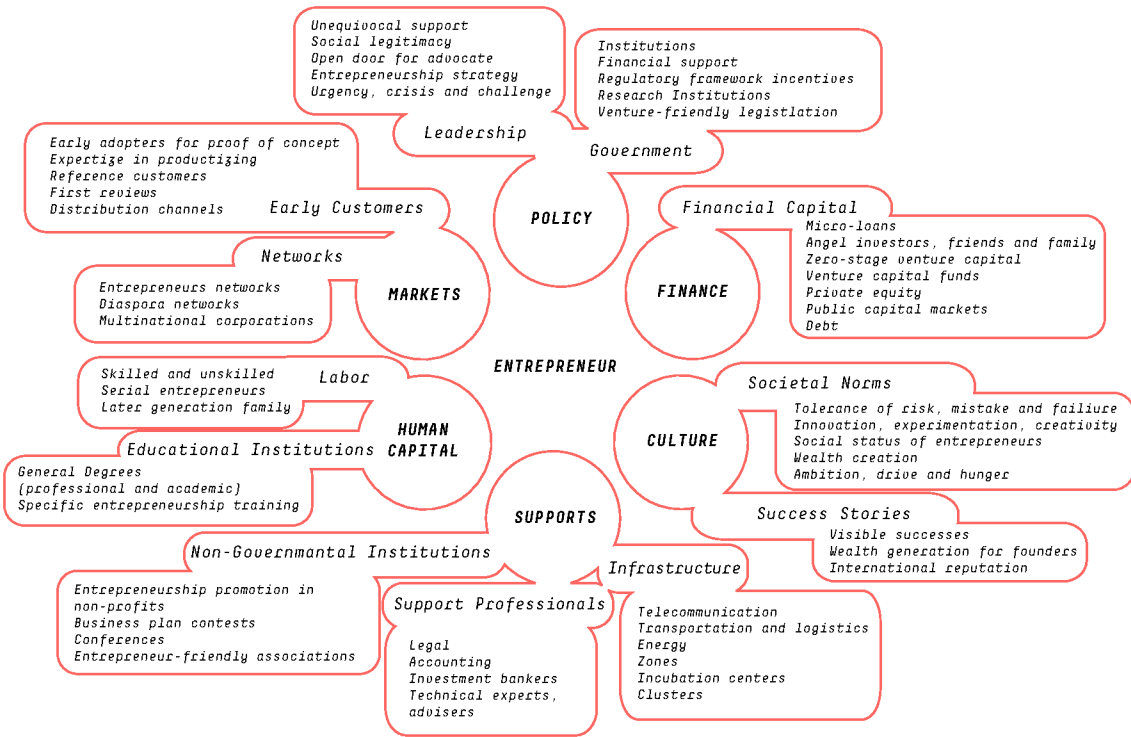 Unequivocal support
Social legitimacy
Open door for advocate
Entrepreneurship strategy
Urgency, crisis and challenge
Leadership
Institutions
Financial support
Regulatory framework incentives
Research Institutions
Venture-friendly legistlation
Government
POLICY
Early adopters for proof of concept
Expertize in productizing
Reference customers
First reviews
Distribution channels
Early Customers
Networks
Entrepreneurs networks
Diaspora networks
Multinational corporations
MARKETS
Financial Capital
Micro-loans
Angel investors, friends and family
Zero-stage venture capital
Venture capital funds
Private equity
Public capital markets
Debt
FINANCE
ENTREPRENEUR
Labor
Skilled and unskilled
Serial entrepreneurs
Later generation family
Educational Institutions
General Degrees
(professional and academic)
Specific entrepreneurship training
HUMAN
CAPITAL
Societal Norms
Tolerance of risk, mistake and failiure
Innovation, experimentation, creativity
Social status of entrepreneurs
Wealth creation
Ambition, drive and hunger
CULTURE
Success Stories
Visible successes
Wealth generation for founders
International reputation
SUPPORTS
Non-Governmantal Institutions
Entrepreneurship promotion in
non-profits
Business plan contests
Conferences
Entrepreneur-friendly associations
Support Professionals
Legal
Accounting
Investment bankers
Technical experts,
advisers
Infrastructure
Telecommunication
Transportation and logistics
Energy
Zones
Incubation centers
Clusters